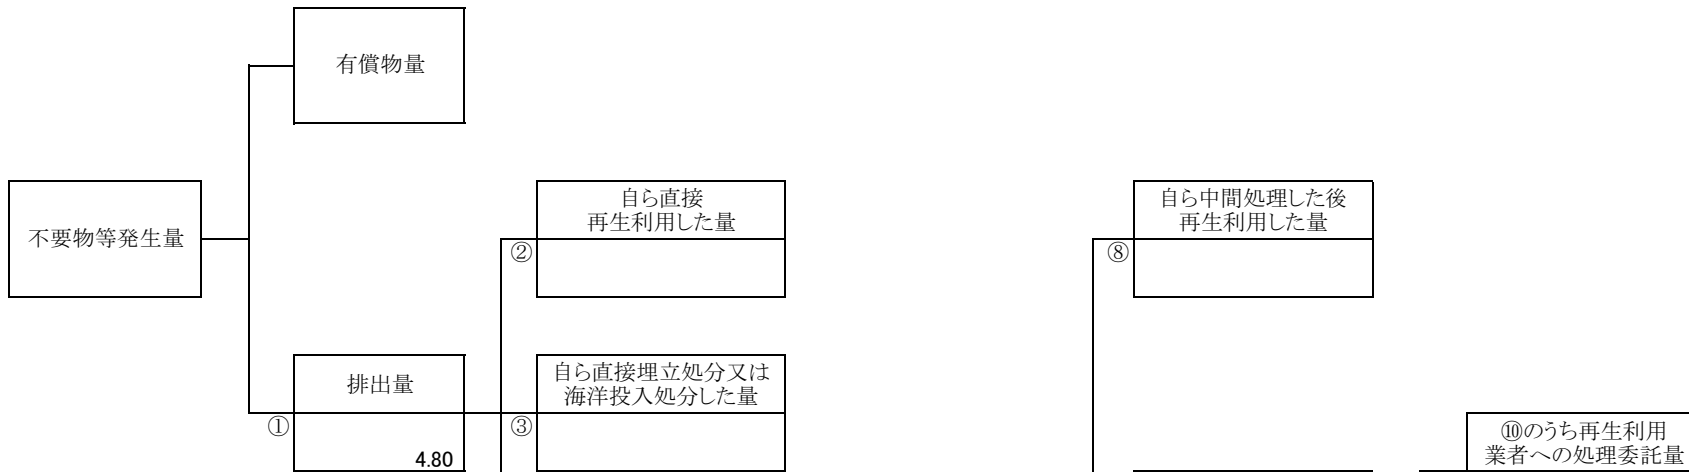 有償物量
不要物等発生量
自ら直接
再生利用した量
②
自ら中間処理した後
再生利用した量
⑧
排出量
①
4.80
自ら直接埋立処分又は
海洋投入処分した量
③
⑩のうち再生利用
業者への処理委託量